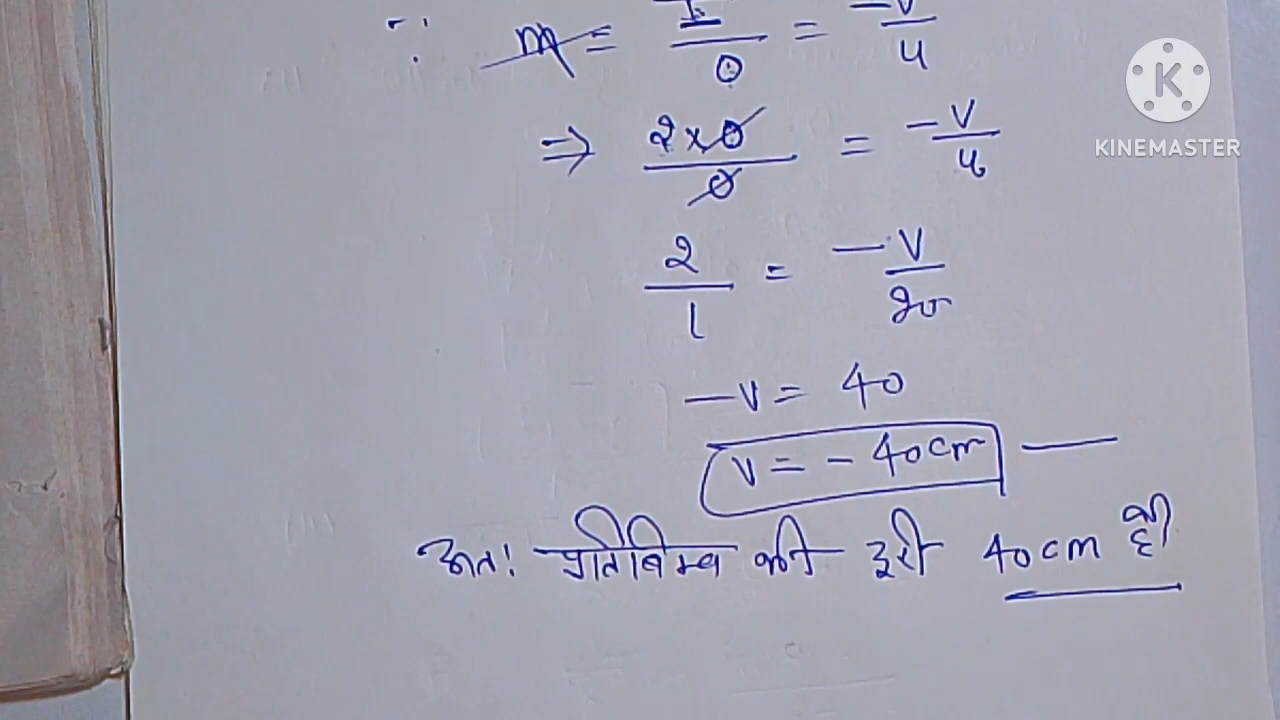 ∵ m = I/O = -v/u
⇒ 2×O/O = -v/u
2/1 = -v/20
-v = 40
v = - 40cm
अत: प्रतिबिम्ब की दूरी 40cm है
K
KINEMASTER